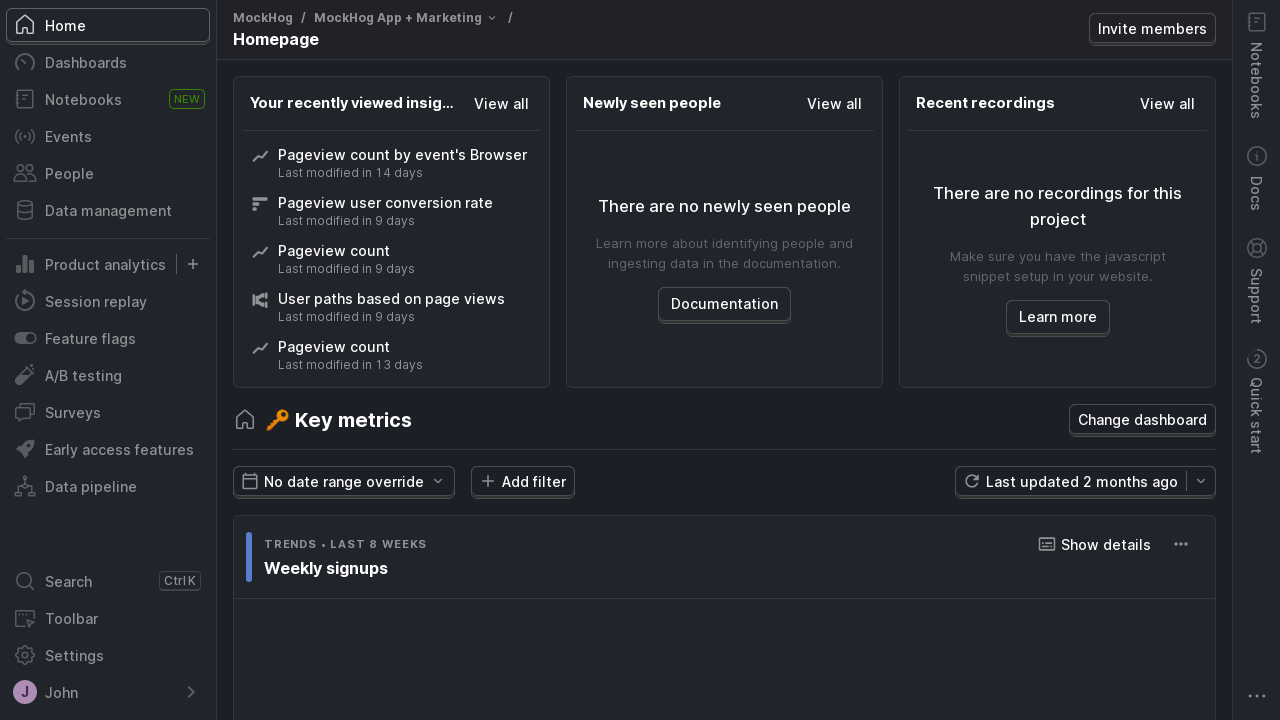 Home
Dashboards
Notebooks NEW
Events
People
Data management
Product analytics
Session replay
Feature flags
A/B testing
Surveys
Early access features
Data pipeline
Search Ctrl K
Toolbar
Settings
J John
MockHog / MockHog App + Marketing /
Homepage
Invite members
Your recently viewed insig... View all
Pageview count by event's Browser
Last modified in 14 days
Pageview user conversion rate
Last modified in 9 days
Pageview count
Last modified in 9 days
User paths based on page views
Last modified in 9 days
Pageview count
Last modified in 13 days
Newly seen people View all
There are no newly seen people
Learn more about identifying people and
ingesting data in the documentation.
Documentation
Recent recordings View all
There are no recordings for this
project
Make sure you have the javascript
snippet setup in your website.
Learn more
🔑 Key metrics
Change dashboard
No date range override
Add filter
Last updated 2 months ago
TRENDS • LAST 8 WEEKS
Show details
Weekly signups
Notebooks
Docs
Support
2 Quick start